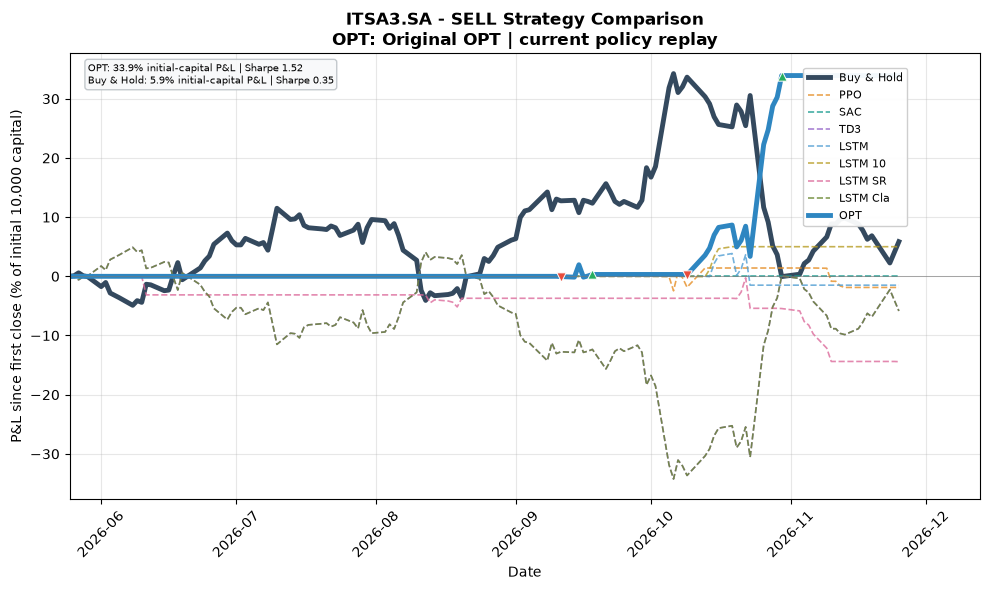 ITSA3.SA - SELL Strategy Comparison
OPT: Original OPT | current policy replay
OPT: 33.9% initial-capital P&L | Sharpe 1.52
Buy & Hold: 5.9% initial-capital P&L | Sharpe 0.35
Buy & Hold
PPO
SAC
TD3
LSTM
LSTM 10
LSTM SR
LSTM Cla
OPT
P&L since first close (% of initial 10,000 capital)
30
20
10
0
−10
−20
−30
2026-06
2026-07
2026-08
2026-09
2026-10
2026-11
2026-12
Date